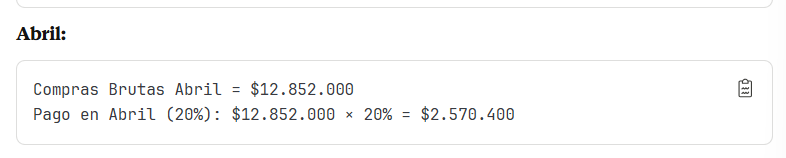 Abril:
Compras Brutas Abril = $12.852.000
Pago en Abril (20%): $12.852.000 × 20% = $2.570.400